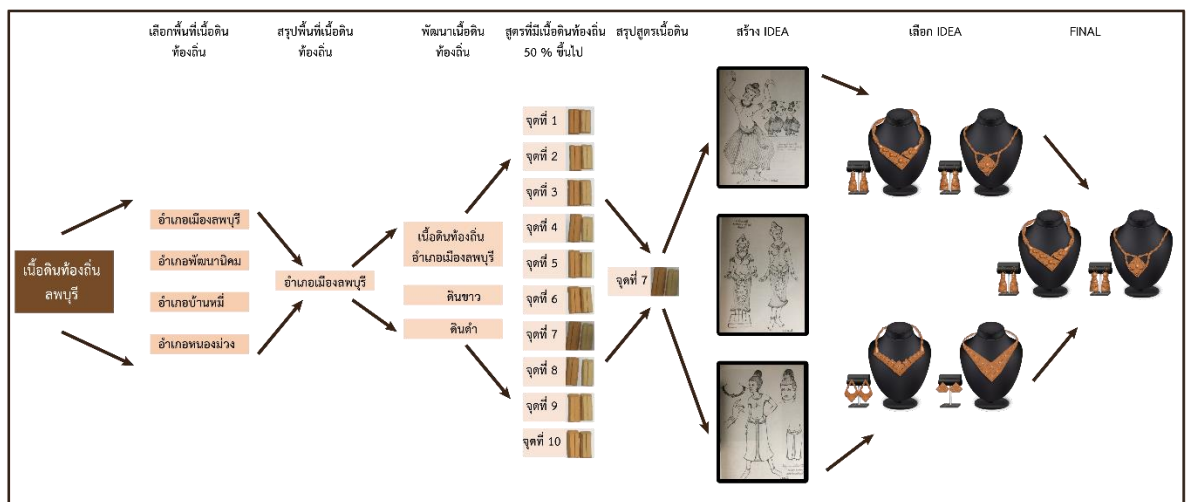 เลือกพื้นที่เนื้อดิน
ท้องถิ่น
สรุปพื้นที่เนื้อดิน
ท้องถิ่น
พัฒนาเนื้อดิน
ท้องถิ่น
สูตรที่มีเนื้อดินท้องถิ่น
50 % ขึ้นไป
สรุปสูตรเนื้อดิน
สร้าง IDEA
เลือก IDEA
FINAL
เนื้อดินท้องถิ่น
ลพบุรี
อำเภอเมืองลพบุรี
อำเภอพัฒนานิคม
อำเภอบ้านหมี่
อำเภอหนองม่วง
อำเภอเมืองลพบุรี
เนื้อดินท้องถิ่น
อำเภอเมืองลพบุรี
ดินขาว
ดินดำ
จุดที่ 1
จุดที่ 2
จุดที่ 3
จุดที่ 4
จุดที่ 5
จุดที่ 6
จุดที่ 7
จุดที่ 8
จุดที่ 9
จุดที่ 10
จุดที่ 7